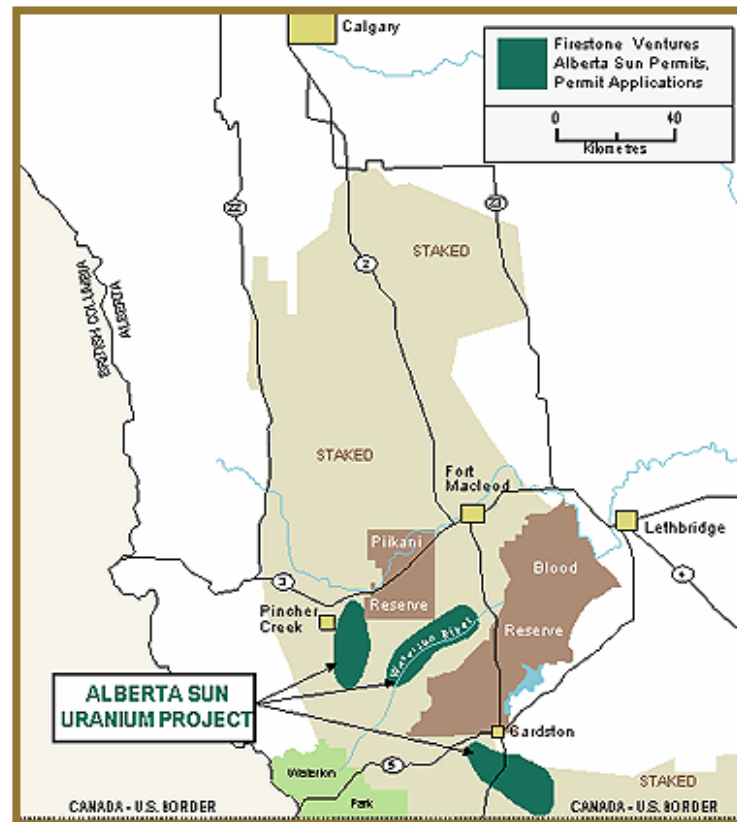 Calgary
Firestone Ventures
Alberta Sun Permits,
Permit Applications
0 40
Kilometres
22
2
23
STAKED
BRITISH COLUMBIA
ALBERTA
STAKED
Fort
Macleod
Lethbridge
Piikani
Reserve
Blood
Reserve
3
4
Pincher
Creek
Waterton River
ALBERTA SUN
URANIUM PROJECT
Cardston
5
Waterton
Park
STAKED
CANADA - U.S. BORDER
CANADA - U.S. BORDER